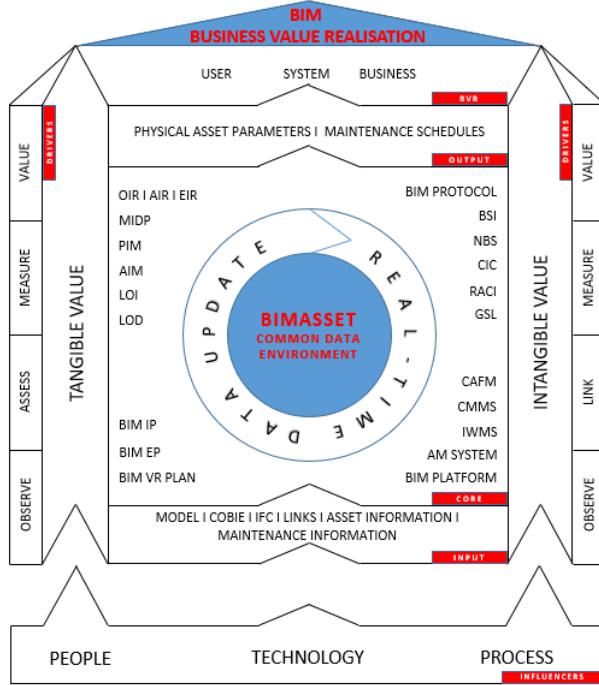 BIM
BUSINESS VALUE REALISATION
USER SYSTEM BUSINESS
BVR
DRIVERS
DRIVERS
PHYSICAL ASSET PARAMETERS I MAINTENANCE SCHEDULES
OUTPUT
VALUE
MEASURE
ASSESS
OBSERVE
TANGIBLE VALUE
OIR I AIR I EIR
MIDP
PIM
AIM
LOI
LOD
BIM IP
BIM EP
BIM VR PLAN
REAL-TIME DATA UPDATE
BIMASSET
COMMON DATA
ENVIRONMENT
BIM PROTOCOL
BSI
NBS
CIC
RACI
GSL
CAFM
CMMS
IWMS
AM SYSTEM
BIM PLATFORM
CORE
INTANGIBLE VALUE
VALUE
MEASURE
LINK
OBSERVE
MODEL I COBIE I IFC I LINKS I ASSET INFORMATION I
MAINTENANCE INFORMATION
INPUT
PEOPLE TECHNOLOGY PROCESS
INFLUENCERS